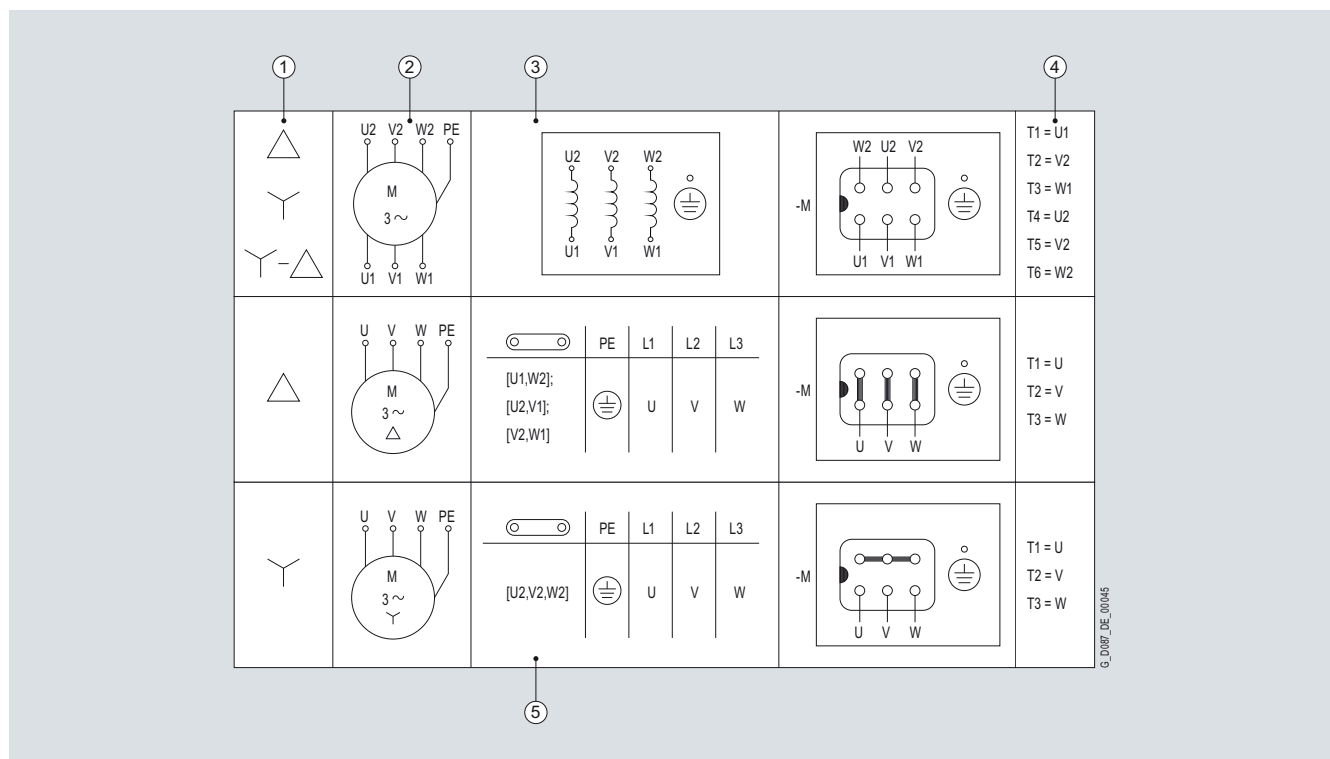 1 2 3 4
U2 V2 W2 PE
M
3 ~
U1 V1 W1
U2 V2 W2
U1 V1 W1
-M
W2 U2 V2
U1 V1 W1
T1 = U1
T2 = V2
T3 = W1
T4 = U2
T5 = V2
T6 = W2
U V W PE
M
3 ~
PE L1 L2 L3
[U1,W2];
[U2,V1];
[V2,W1]
U V W
-M
U V W
T1 = U
T2 = V
T3 = W
U V W PE
M
3 ~
PE L1 L2 L3
[U2,V2,W2] U V W
-M
U V W
T1 = U
T2 = V
T3 = W
5
G_D087_DE_00045